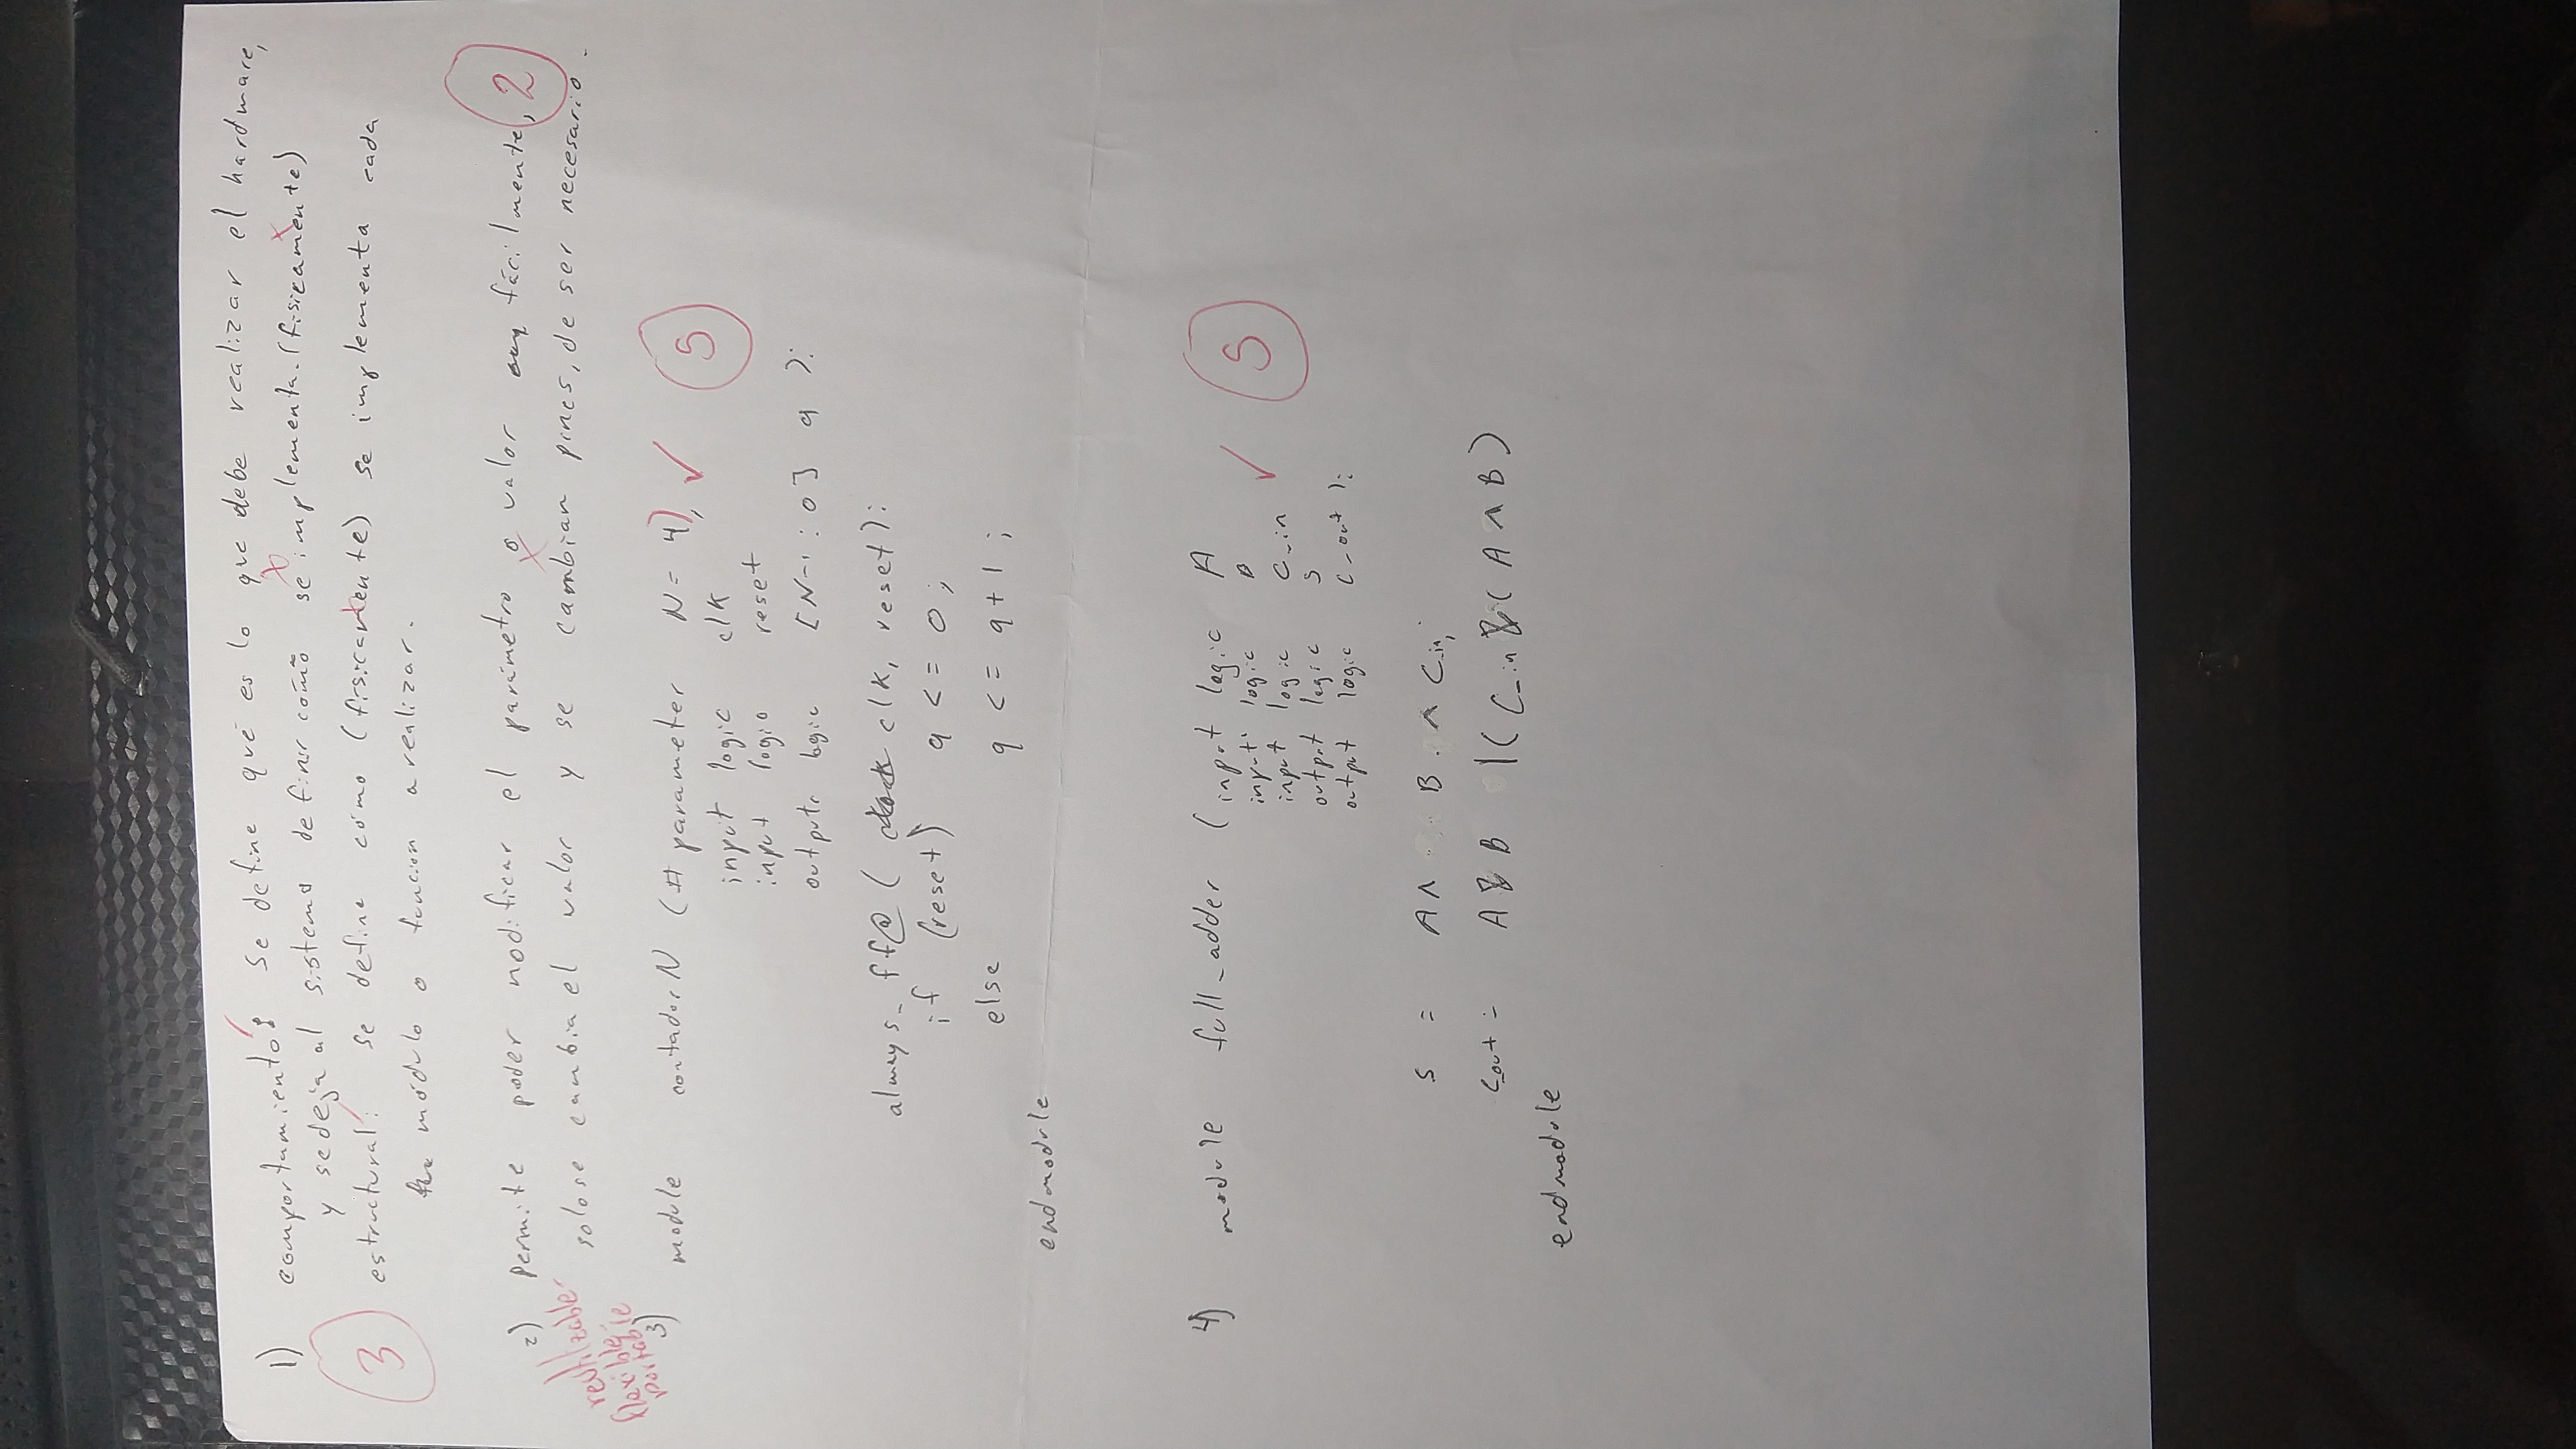 1) comportamiento: se define qué es lo que debe realizar el hardware,
y se deja al sistema definir cómo se implementa. (físicamente)
3
estructural: se define cómo (físicamente) se implementa cada
módulo o función a realizar.
2) Permite poder modificar el parámetro o valor fácilmente, 2
solo se cambia el valor y se cambian pines, de ser necesario.
reutilzable-
flexible-
portable
3) module contadorN (# parameter N = 4), ✓ 5
input logic clk
input logic reset
output logic [N-1:0] q );
always_ff@ ( clk, reset);
if (reset) q <= 0;
else q <= q+1;
endmodule
4) module full_adder (input logic A
input logic B
input logic C_in ✓ 5
output logic S
output logic C_out );
S = A ^ B ^ C_in;
C_out = A & B | ( C_in & ( A ^ B )
endmodule